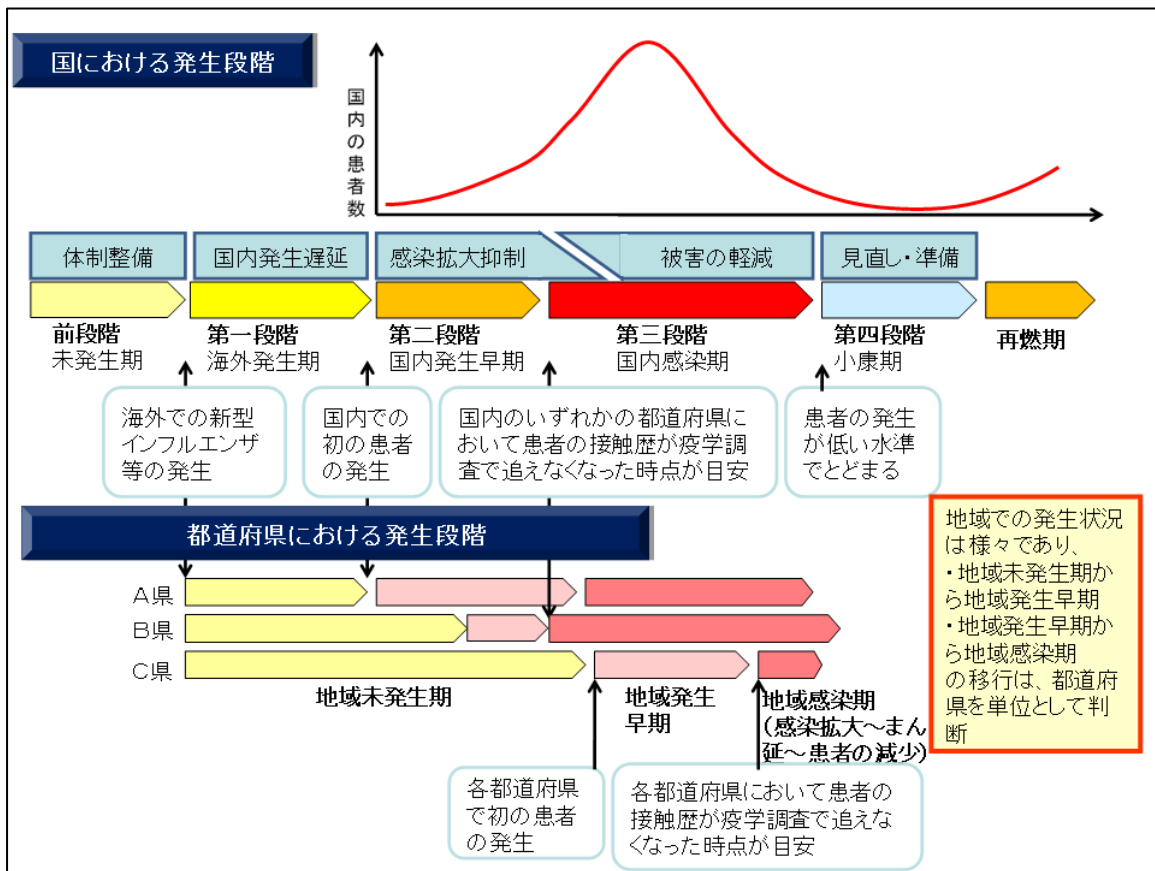 国における発生段階
国内の患者数
体制整備
国内発生遅延
感染拡大抑制
被害の軽減
見直し・準備
前段階
未発生期
第一段階
海外発生期
第二段階
国内発生早期
第三段階
国内感染期
第四段階
小康期
再燃期
海外での新型
インフルエンザ
等の発生
国内での
初の患者
の発生
国内のいずれかの都道府県に
おいて患者の接触歴が疫学調
査で追えなくなった時点が目安
患者の発生
が低い水準
でとどまる
都道府県における発生段階
A県
B県
C県
地域未発生期
地域発生
早期
地域感染期
(感染拡大~まん
延~患者の減少)
地域での発生状況
は様々であり、
・地域未発生期か
ら地域発生早期
・地域発生早期か
ら地域感染期
の移行は、都道府
県を単位として判
断
各都道府県
で初の患者
の発生
各都道府県において患者の
接触歴が疫学調査で追えな
くなった時点が目安